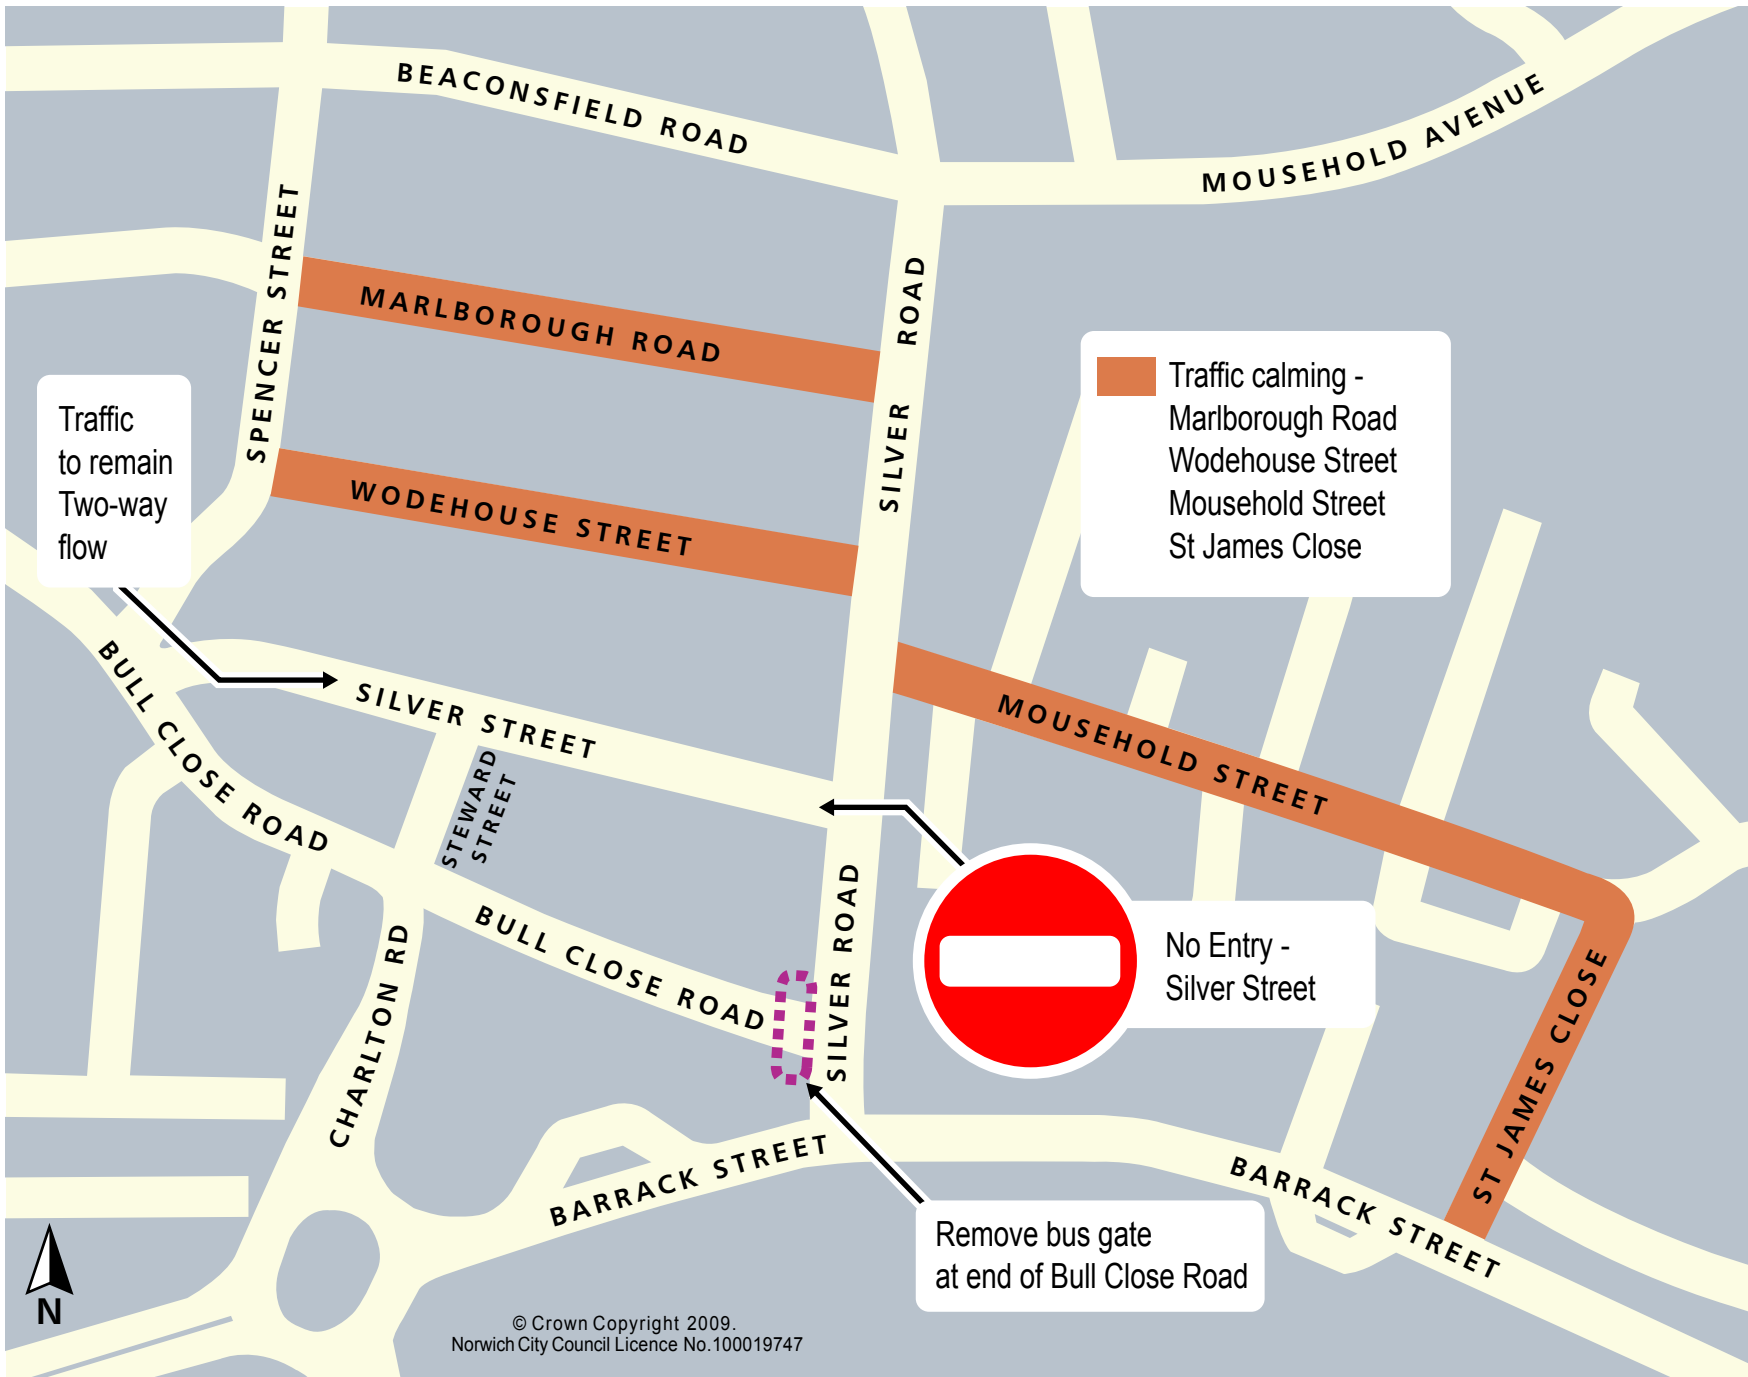 BEACONSFIELD ROAD
MOUSEHOLD AVENUE
SPENCER STREET
MARLBOROUGH ROAD
SILVER ROAD
Traffic calming -
Marlborough Road
Wodehouse Street
Mousehold Street
St James Close
Traffic
to remain
Two-way
flow
WODEHOUSE STREET
BULL CLOSE ROAD
SILVER STREET
MOUSEHOLD STREET
STEWARD
STREET
BULL CLOSE ROAD
SILVER ROAD
CHARLTON RD
No Entry -
Silver Street
ST JAMES CLOSE
BARRACK STREET
BARRACK STREET
Remove bus gate
at end of Bull Close Road
N
© Crown Copyright 2009.
Norwich City Council Licence No.100019747